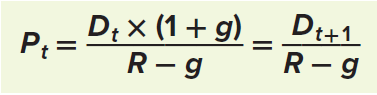 Pₜ = Dₜ × (1 + g) / R – g = Dₜ₊₁ / R – g